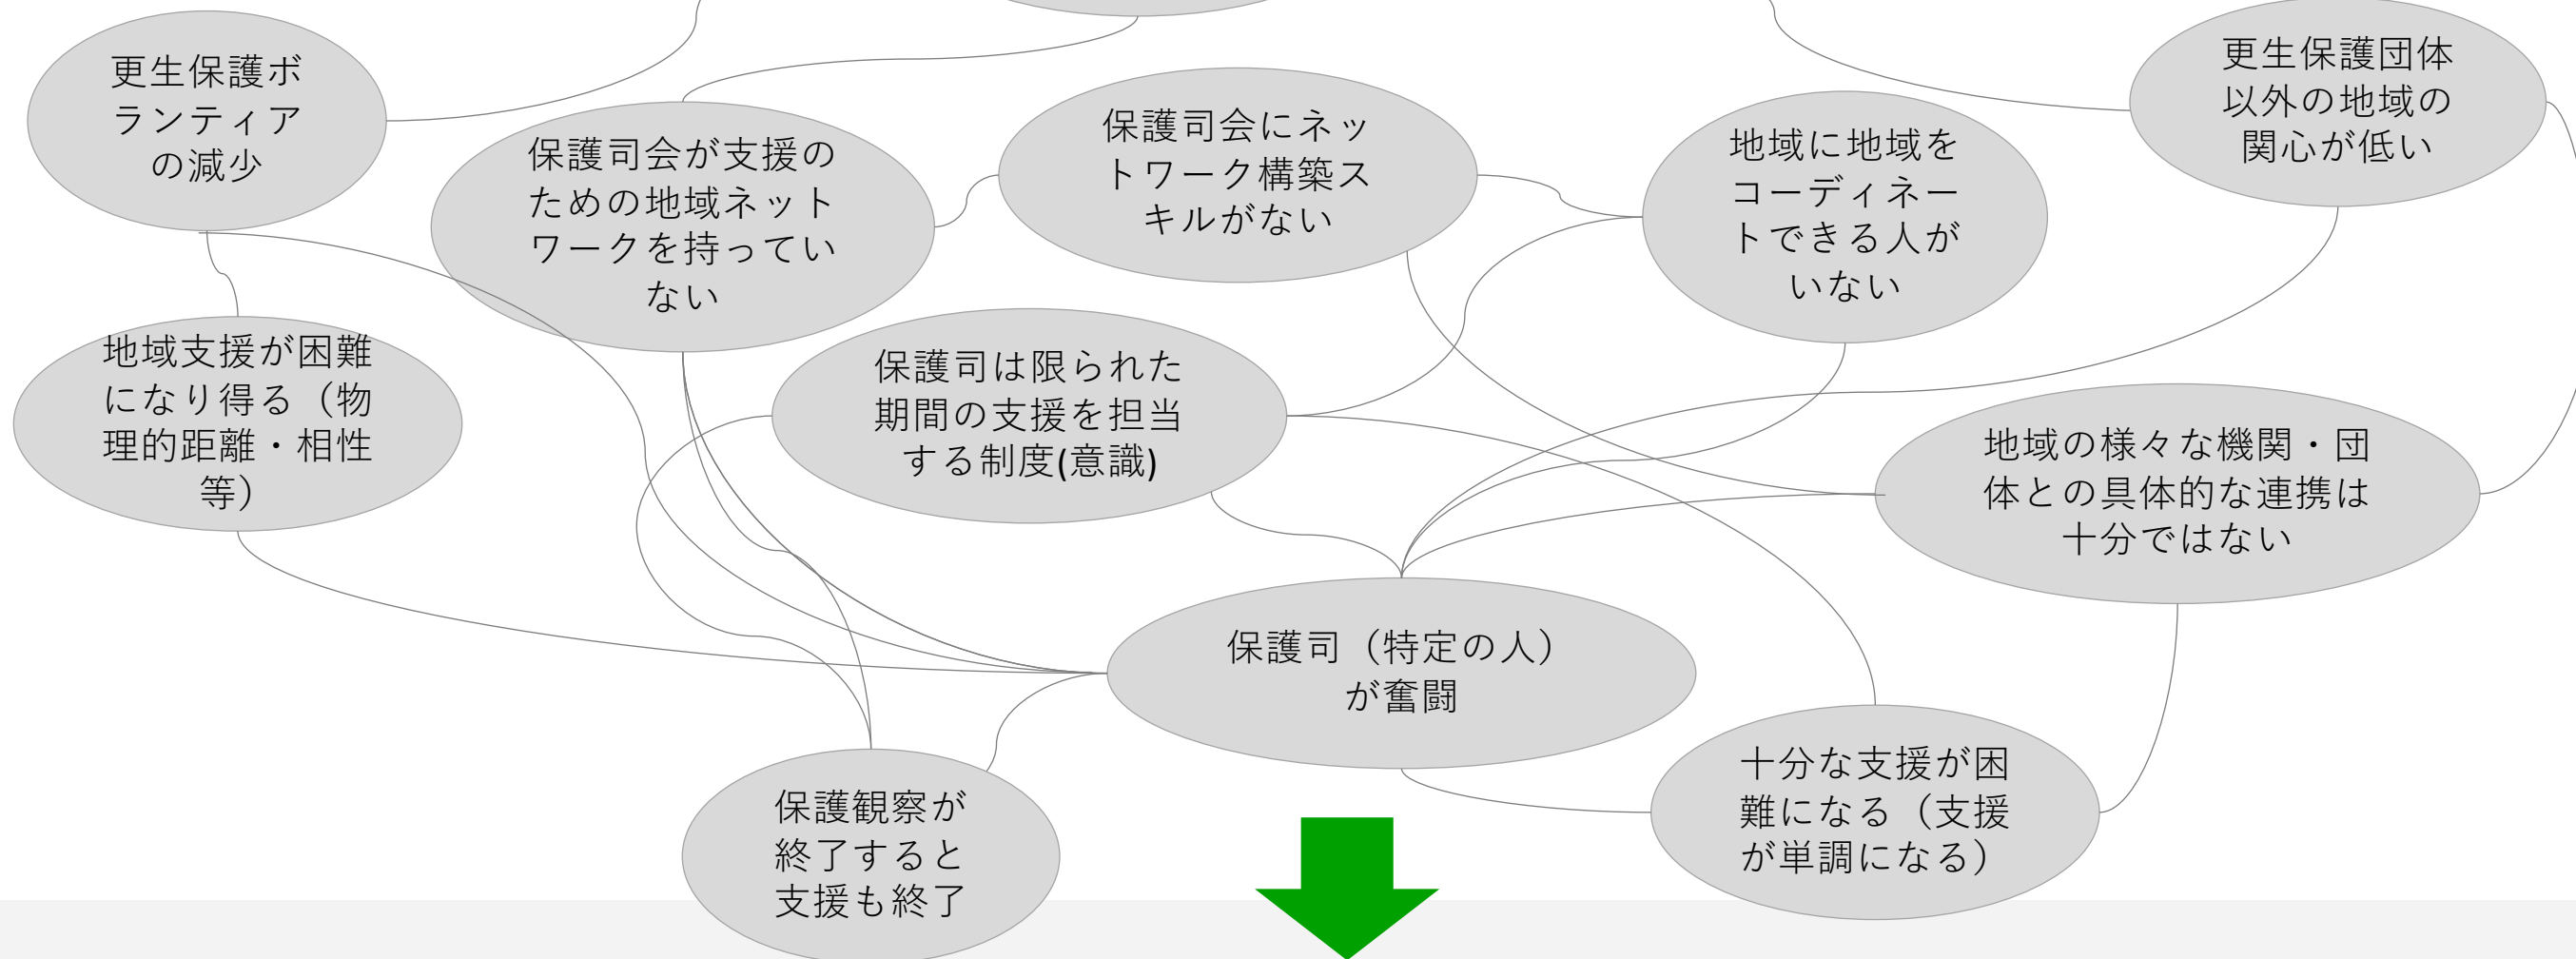 更生保護ボ
ランティア
の減少
保護司会が支援の
ための地域ネット
ワークを持ってい
ない
保護司会にネッ
トワーク構築ス
キルがない
地域に地域を
コーディネー
トできる人が
いない
更生保護団体
以外の地域の
関心が低い
地域支援が困難
になり得る（物
理的距離・相性
等）
保護司は限られた
期間の支援を担当
する制度(意識)
地域の様々な機関・団
体との具体的な連携は
十分ではない
保護司（特定の人）
が奮闘
保護観察が
終了すると
支援も終了
十分な支援が困
難になる（支援
が単調になる）